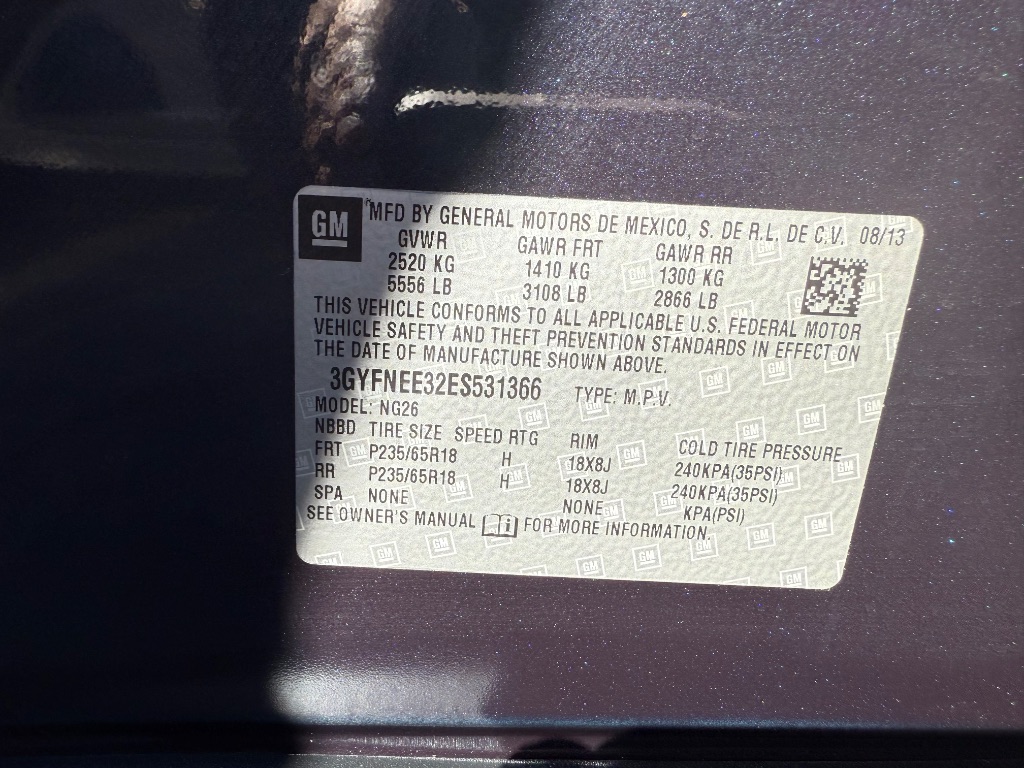 GM MFD BY GENERAL MOTORS DE MEXICO, S. DE R.L. DE C.V. 08/13
GVWR GAWR FRT GAWR RR
2520 KG 1410 KG 1300 KG
5556 LB 3108 LB 2866 LB
THIS VEHICLE CONFORMS TO ALL APPLICABLE U.S. FEDERAL MOTOR
VEHICLE SAFETY AND THEFT PREVENTION STANDARDS IN EFFECT ON
THE DATE OF MANUFACTURE SHOWN ABOVE.
3GYFNEE32ES531366 TYPE: M.P.V.
MODEL: NG26
NBBD TIRE SIZE SPEED RTG RIM COLD TIRE PRESSURE
FRT P235/65R18 H 18X8J 240KPA(35PSI)
RR P235/65R18 H 18X8J 240KPA(35PSI)
SPA NONE NONE KPA(PSI)
SEE OWNER'S MANUAL i FOR MORE INFORMATION.